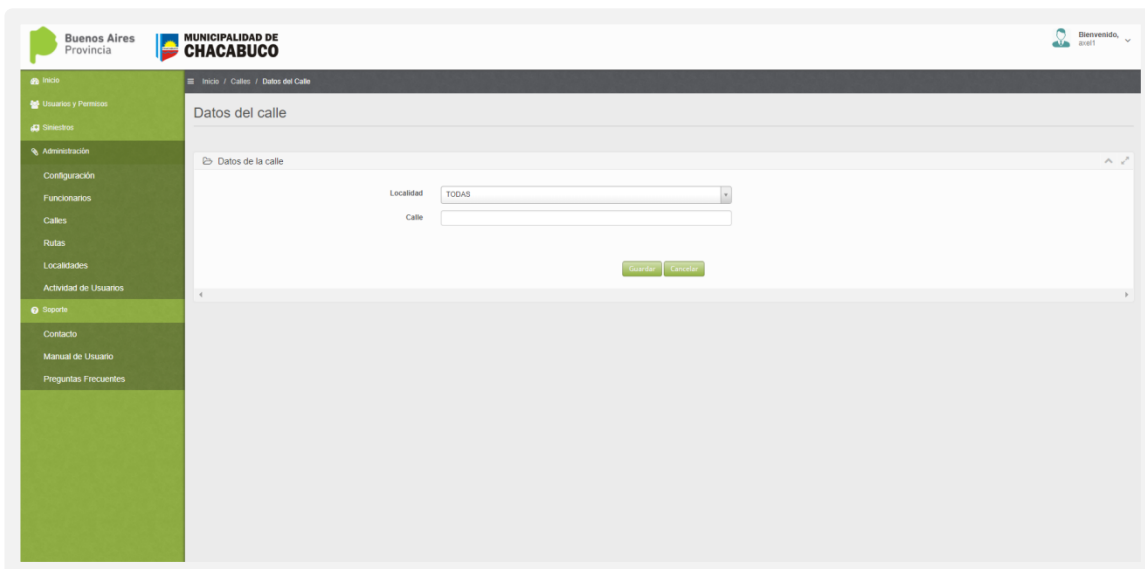 Buenos Aires
Provincia
MUNICIPALIDAD DE
CHACABUCO
Bienvenido,
axel1
Inicio
Usuarios y Permisos
Siniestros
Administración
Configuración
Funcionarios
Calles
Rutas
Localidades
Actividad de Usuarios
Soporte
Contacto
Manual de Usuario
Preguntas Frecuentes
Inicio / Calles / Datos del Calle
Datos del calle
Datos de la calle
Localidad TODAS
Calle
Guardar Cancelar